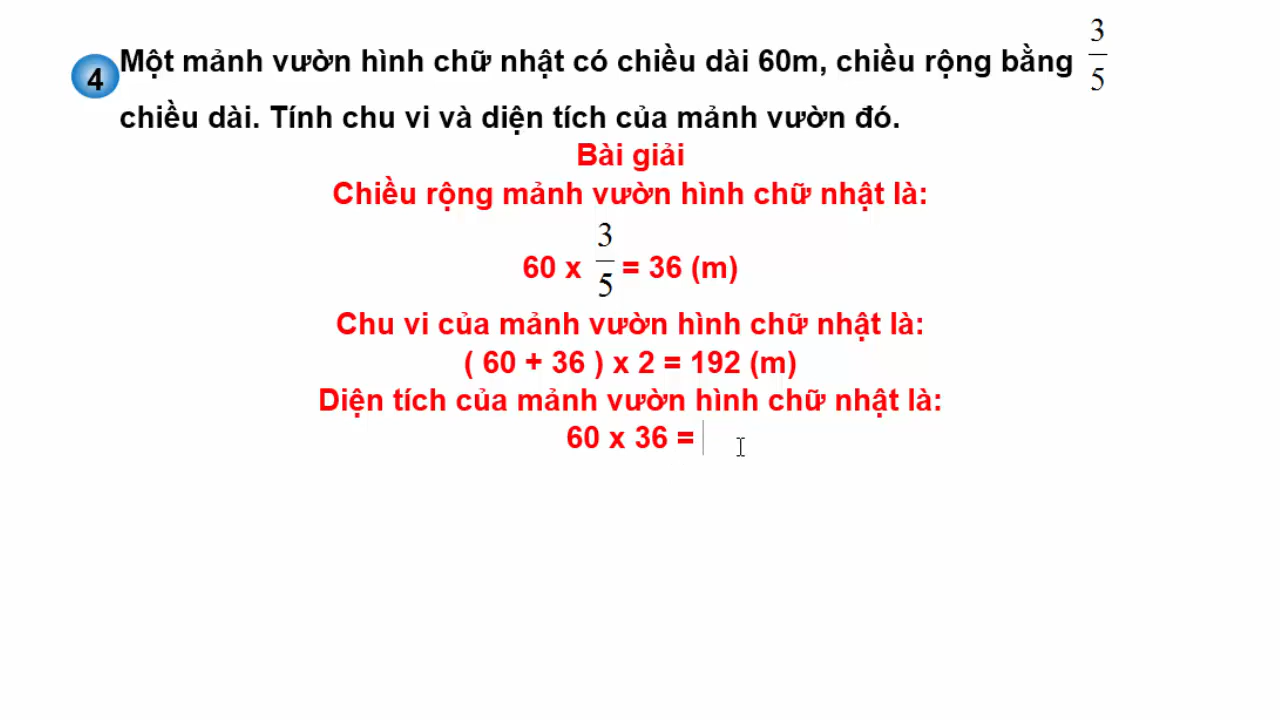 4 Một mảnh vườn hình chữ nhật có chiều dài 60m, chiều rộng bằng 3/5
chiều dài. Tính chu vi và diện tích của mảnh vườn đó.
Bài giải
Chiều rộng mảnh vườn hình chữ nhật là:
60 x 3/5 = 36 (m)
Chu vi của mảnh vườn hình chữ nhật là:
( 60 + 36 ) x 2 = 192 (m)
Diện tích của mảnh vườn hình chữ nhật là:
60 x 36 =